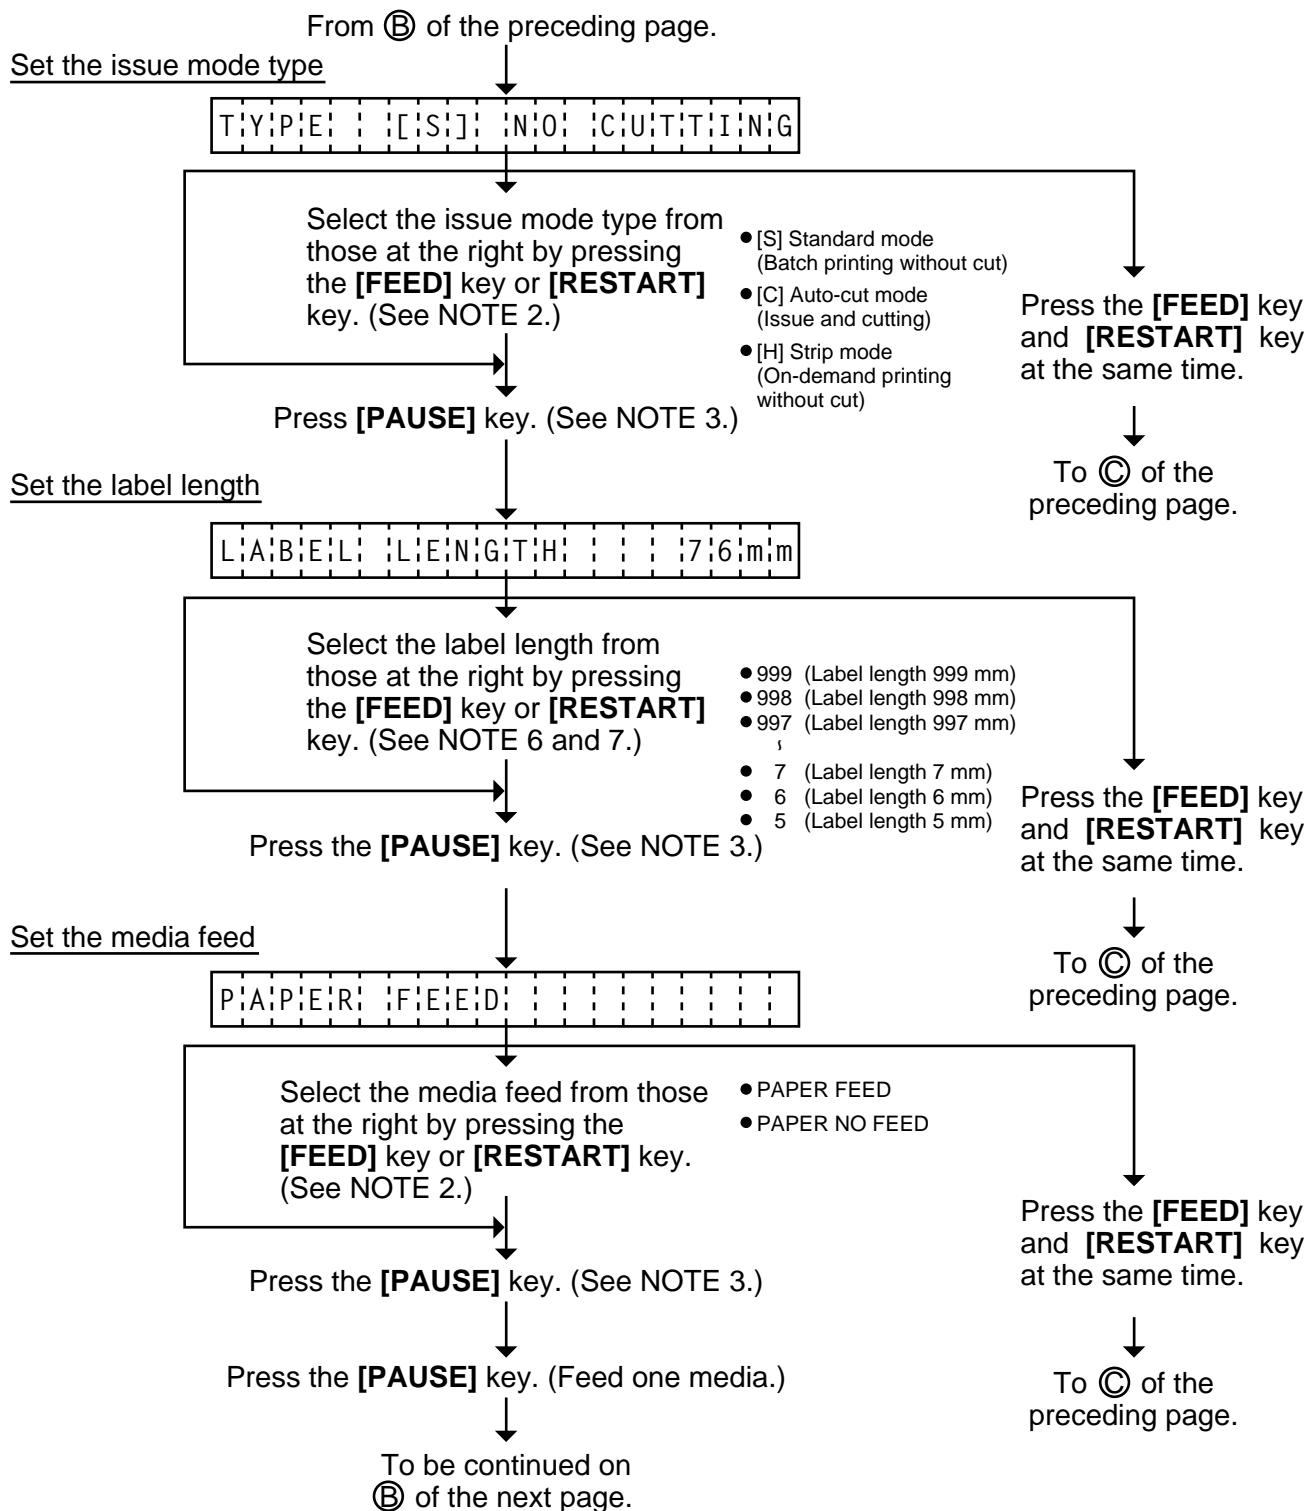 From Ⓑ of the preceding page.
Set the issue mode type
TYPE  [S] NO CUTTING
Select the issue mode type from
those at the right by pressing
the [FEED] key or [RESTART]
key. (See NOTE 2.)
● [S] Standard mode
(Batch printing without cut)
● [C] Auto-cut mode
(Issue and cutting)
● [H] Strip mode
(On-demand printing
without cut)
Press the [FEED] key
and [RESTART] key
at the same time.
Press [PAUSE] key. (See NOTE 3.)
To Ⓒ of the
preceding page.
Set the label length
LABEL LENGTH    76mm
Select the label length from
those at the right by pressing
the [FEED] key or [RESTART]
key. (See NOTE 6 and 7.)
● 999 (Label length 999 mm)
● 998 (Label length 998 mm)
● 997 (Label length 997 mm)
≀
● 7 (Label length 7 mm)
● 6 (Label length 6 mm)
● 5 (Label length 5 mm)
Press the [FEED] key
and [RESTART] key
at the same time.
Press the [PAUSE] key. (See NOTE 3.)
To Ⓒ of the
preceding page.
Set the media feed
PAPER FEED
Select the media feed from those
at the right by pressing the
[FEED] key or [RESTART] key.
(See NOTE 2.)
● PAPER FEED
● PAPER NO FEED
Press the [FEED] key
and [RESTART] key
at the same time.
Press the [PAUSE] key. (See NOTE 3.)
Press the [PAUSE] key. (Feed one media.)
To Ⓒ of the
preceding page.
To be continued on
Ⓑ of the next page.